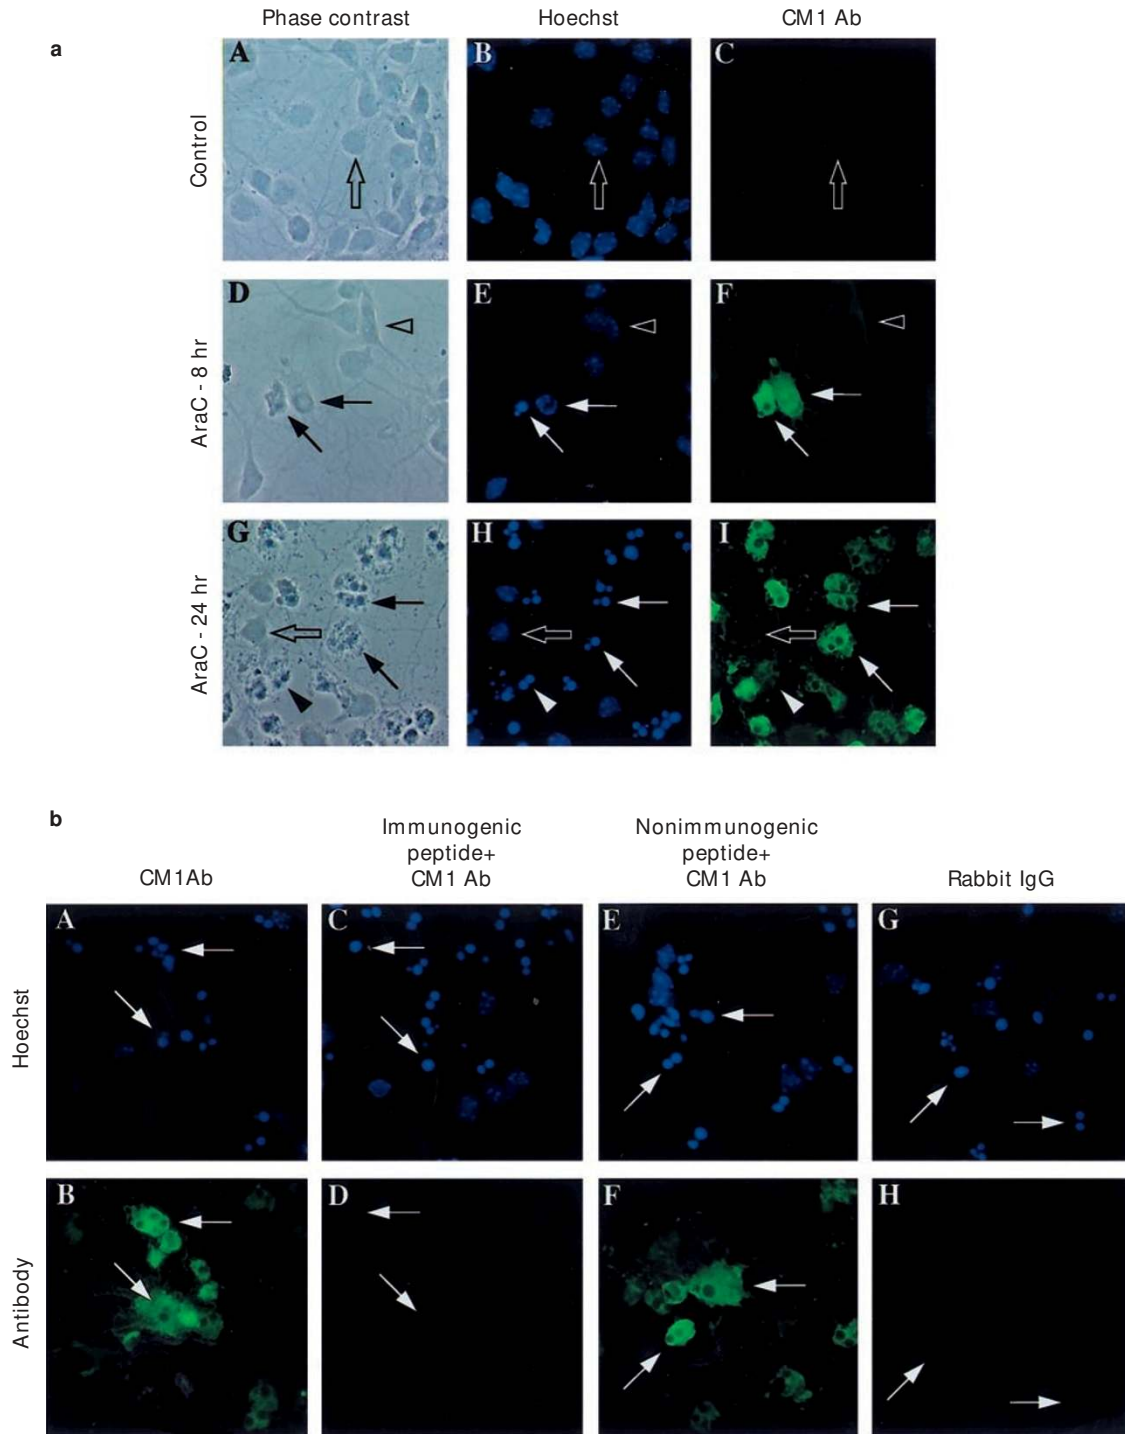 Phase contrast
Hoechst
CM1 Ab
a
Control
A
B
C
AraC - 8 hr
D
E
F
AraC - 24 hr
G
H
I
b
CM1Ab
Immunogenic
peptide+
CM1 Ab
Nonimmunogenic
peptide+
CM1 Ab
Rabbit IgG
Hoechst
A
C
E
G
Antibody
B
D
F
H